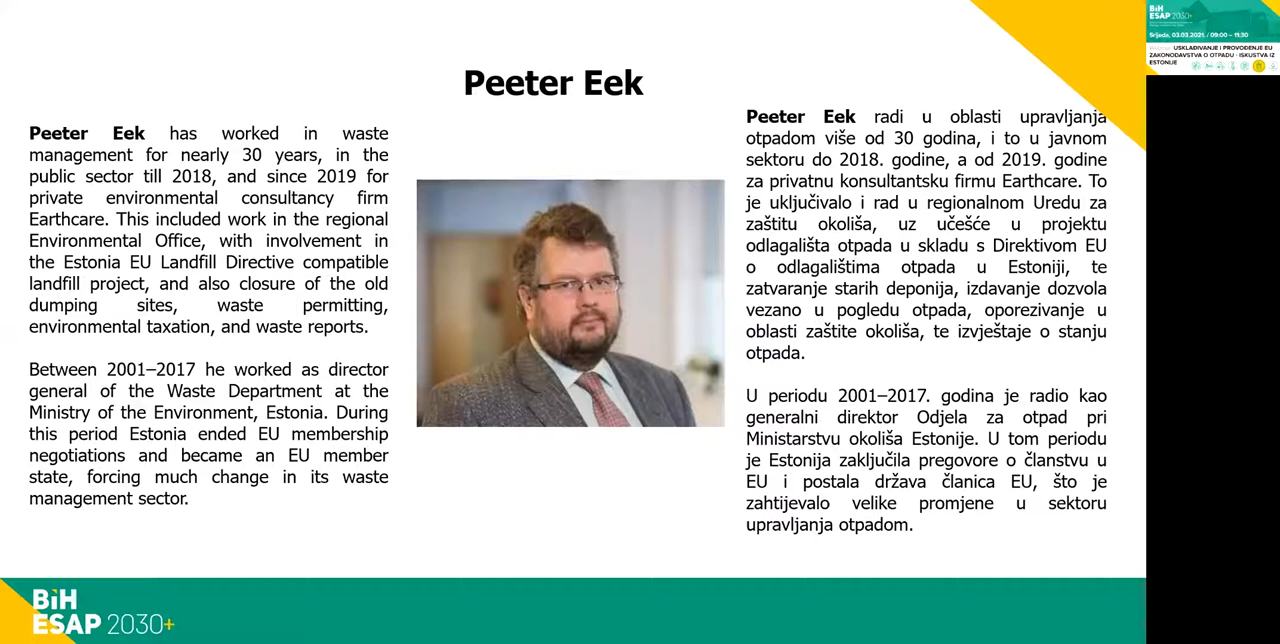 Peeter Eek
Peeter Eek has worked in waste
management for nearly 30 years, in the
public sector till 2018, and since 2019 for
private environmental consultancy firm
Earthcare. This included work in the regional
Environmental Office, with involvement in
the Estonia EU Landfill Directive compatible
landfill project, and also closure of the old
dumping sites, waste permitting,
environmental taxation, and waste reports.
Between 2001–2017 he worked as director
general of the Waste Department at the
Ministry of the Environment, Estonia. During
this period Estonia ended EU membership
negotiations and became an EU member
state, forcing much change in its waste
management sector.
Peeter Eek radi u oblasti upravljanja
otpadom više od 30 godina, i to u javnom
sektoru do 2018. godine, a od 2019. godine
za privatnu konsultantsku firmu Earthcare. To
je uključivalo i rad u regionalnom Uredu za
zaštitu okoliša, uz učešće u projektu
odlagališta otpada u skladu s Direktivom EU
o odlagalištima otpada u Estoniji, te
zatvaranje starih deponija, izdavanje dozvola
vezano u pogledu otpada, oporezivanje u
oblasti zaštite okoliša, te izvještaje o stanju
otpada.
U periodu 2001–2017. godina je radio kao
generalni direktor Odjela za otpad pri
Ministarstvu okoliša Estonije. U tom periodu
je Estonija zaključila pregovore o članstvu u
EU i postala država članica EU, što je
zahtijevalo velike promjene u sektoru
upravljanja otpadom.
BiH
ESAP 2030+
BiH
ESAP 2030+
Srijeda, 03.03.2021. / 09:00 – 11:30
USKLAĐIVANJE I PROVOĐENJE EU
ZAKONODAVSTVA O OTPADU - ISKUSTVA IZ
ESTONIJE